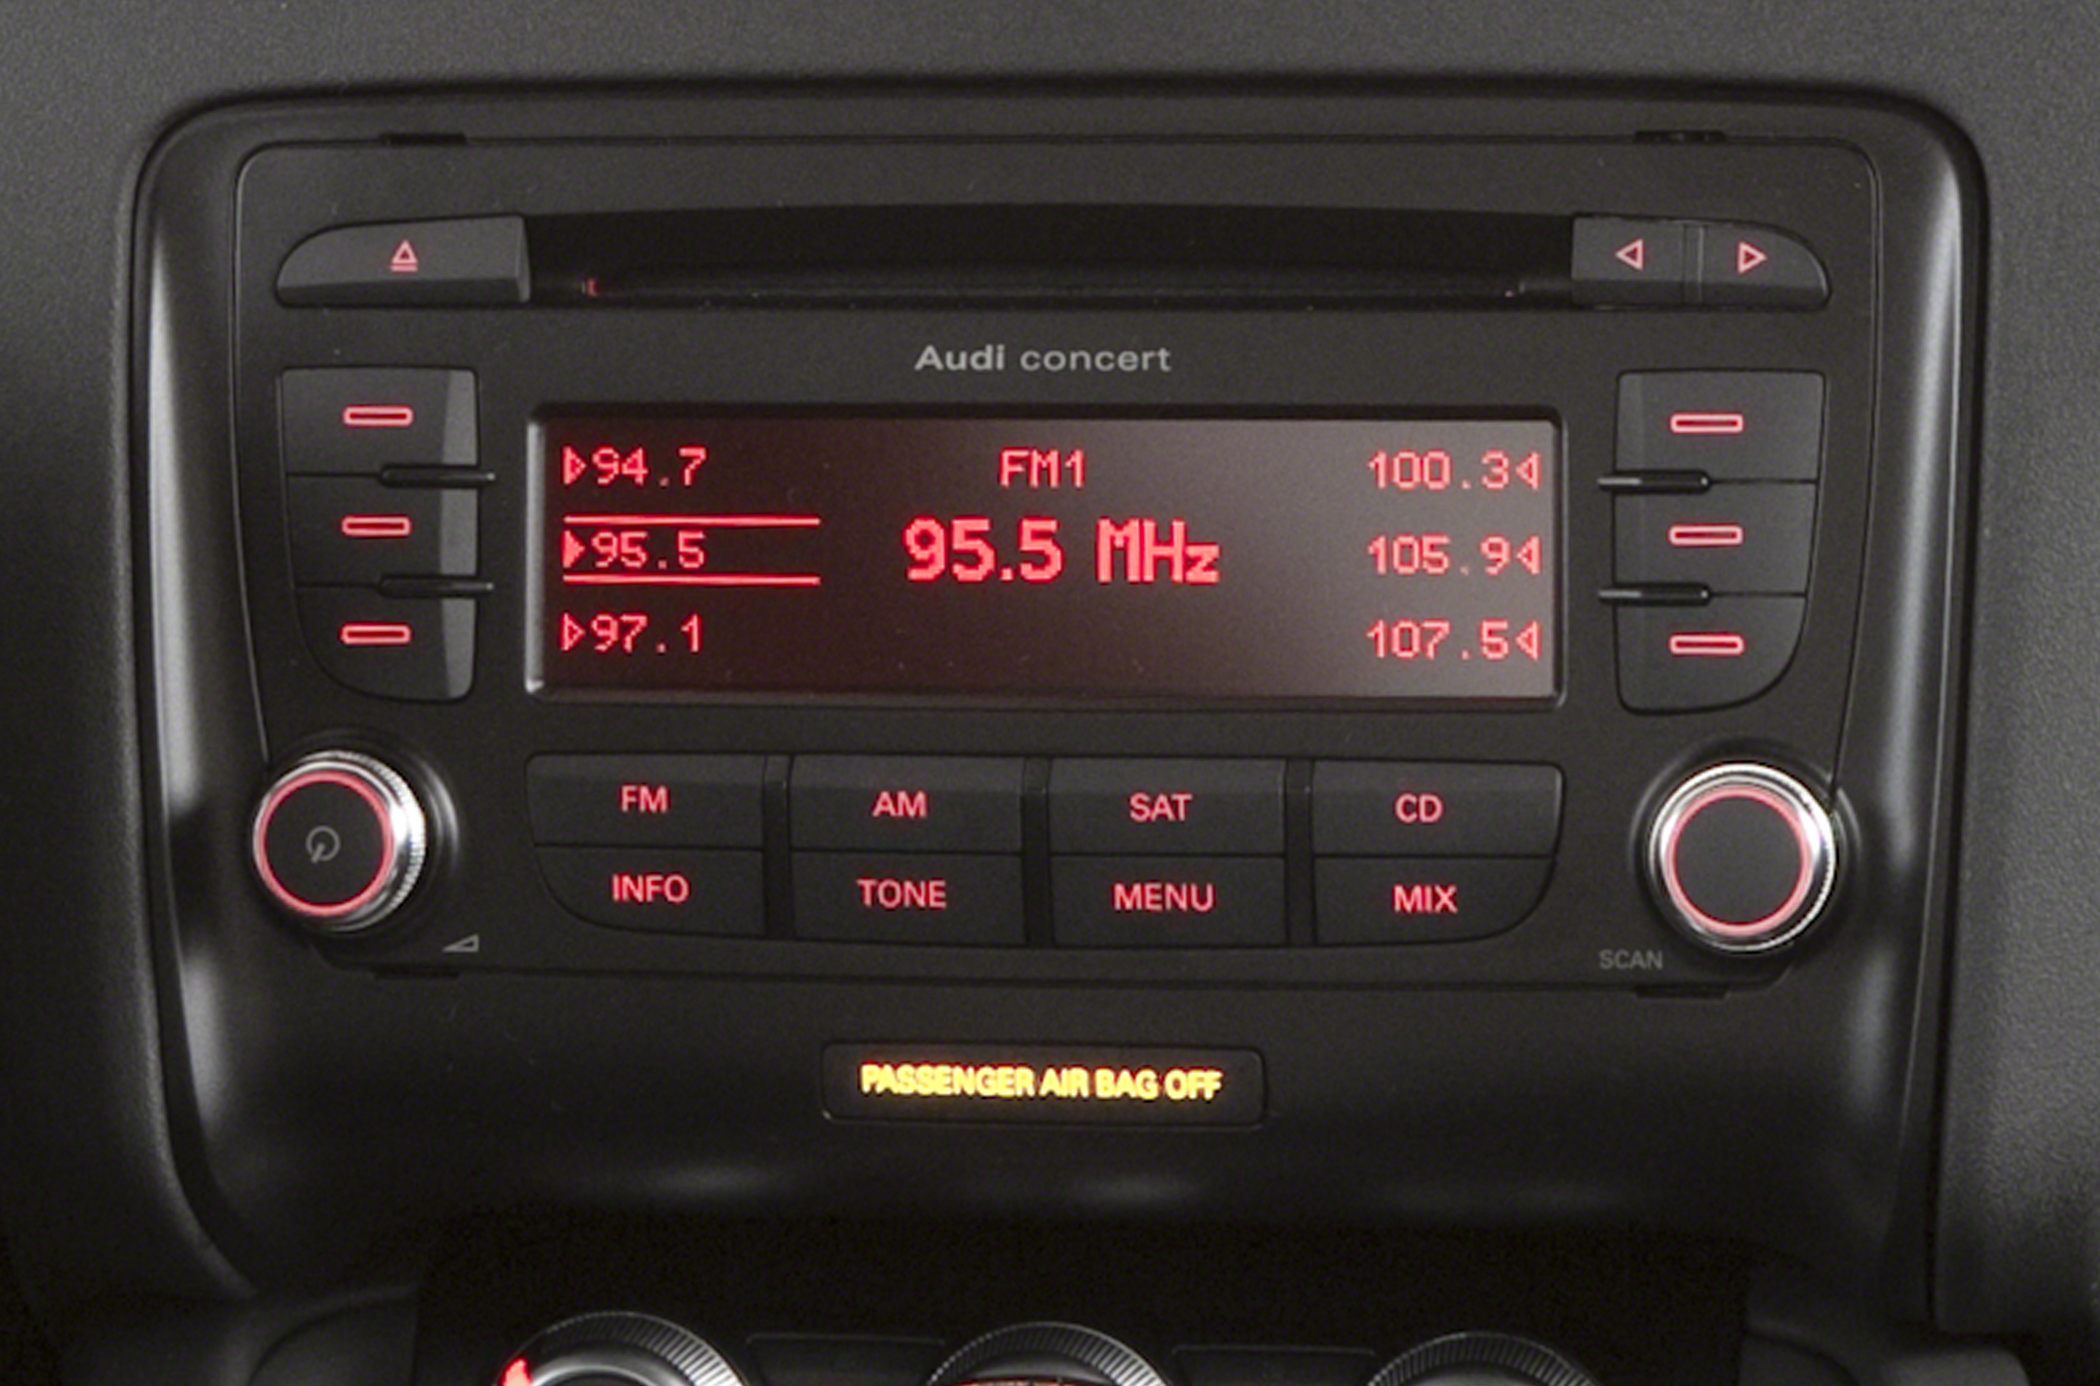 Audi concert
94.7 FM1 100.3
95.5 95.5 MHz 105.9
97.1 107.5
FM AM SAT CD
INFO TONE MENU MIX
SCAN
PASSENGER AIR BAG OFF